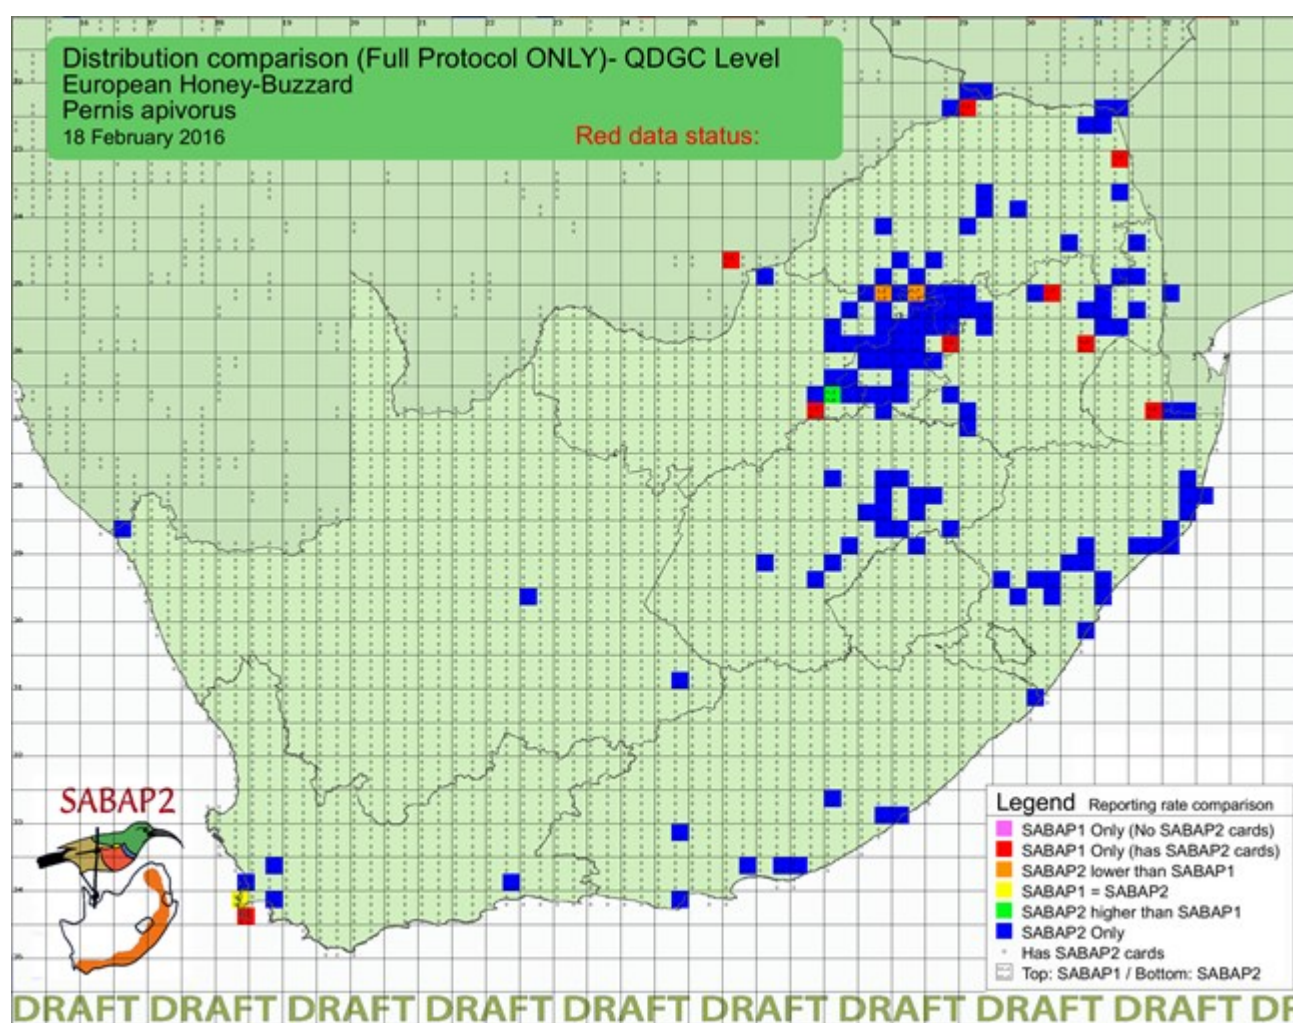 Distribution comparison (Full Protocol ONLY)- QDGC Level
European Honey-Buzzard
Pernis apivorus
18 February 2016
Red data status:
SABAP2
Legend Reporting rate comparison
SABAP1 Only (No SABAP2 cards)
SABAP1 Only (has SABAP2 cards)
SABAP2 lower than SABAP1
SABAP1 = SABAP2
SABAP2 higher than SABAP1
SABAP2 Only
Has SABAP2 cards
Top: SABAP1 / Bottom: SABAP2
DRAFT DRAFT DRAFT DRAFT DRAFT DRAFT DRAFT DRAFT DRAFT DRAFT